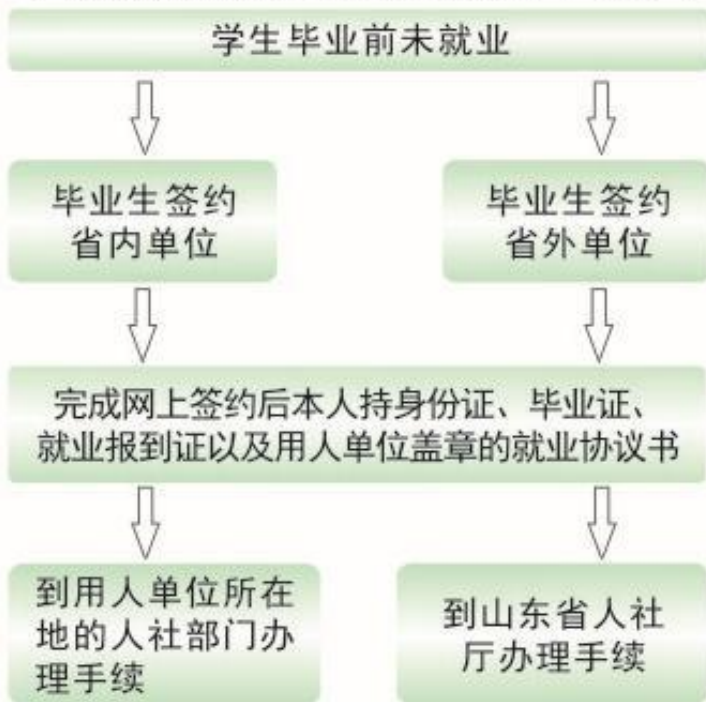 学生毕业前未就业
毕业生签约
省内单位
毕业生签约
省外单位
完成网上签约后本人持身份证、毕业证、
就业报到证以及用人单位盖章的就业协议书
到用人单位所在
地的人社部门办
理手续
到山东省人社
厅办理手续